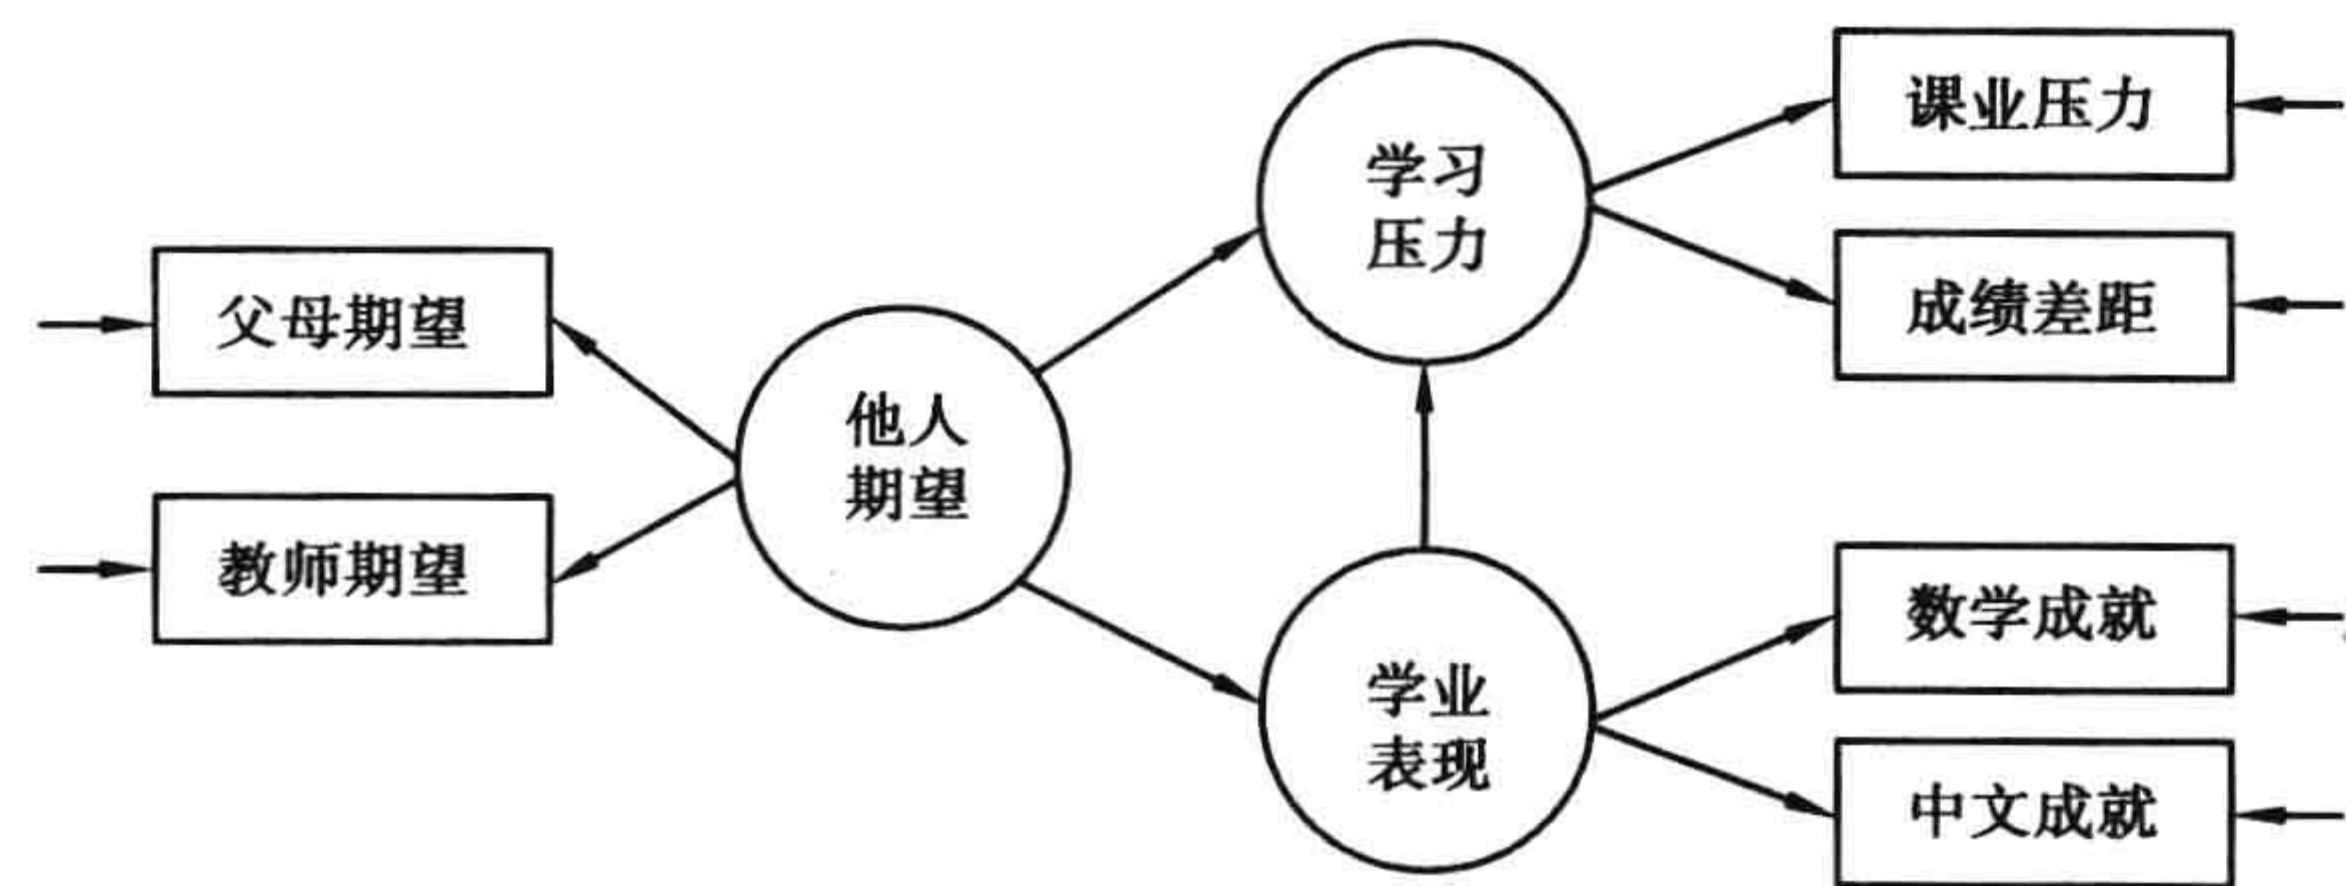 父母期望
教师期望
他人
期望
学习
压力
学业
表现
课业压力
成绩差距
数学成就
中文成就